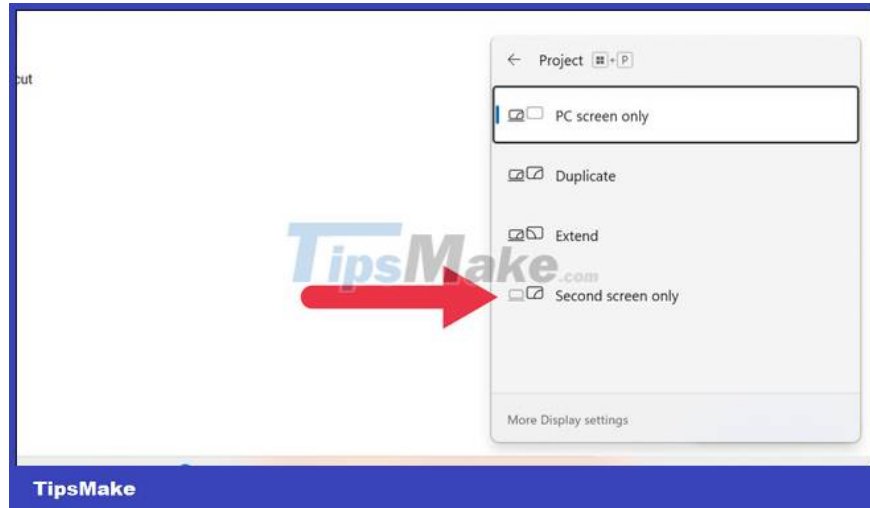 cut
Project + P
PC screen only
Duplicate
Extend
TipsMake.com
Second screen only
More Display settings
TipsMake